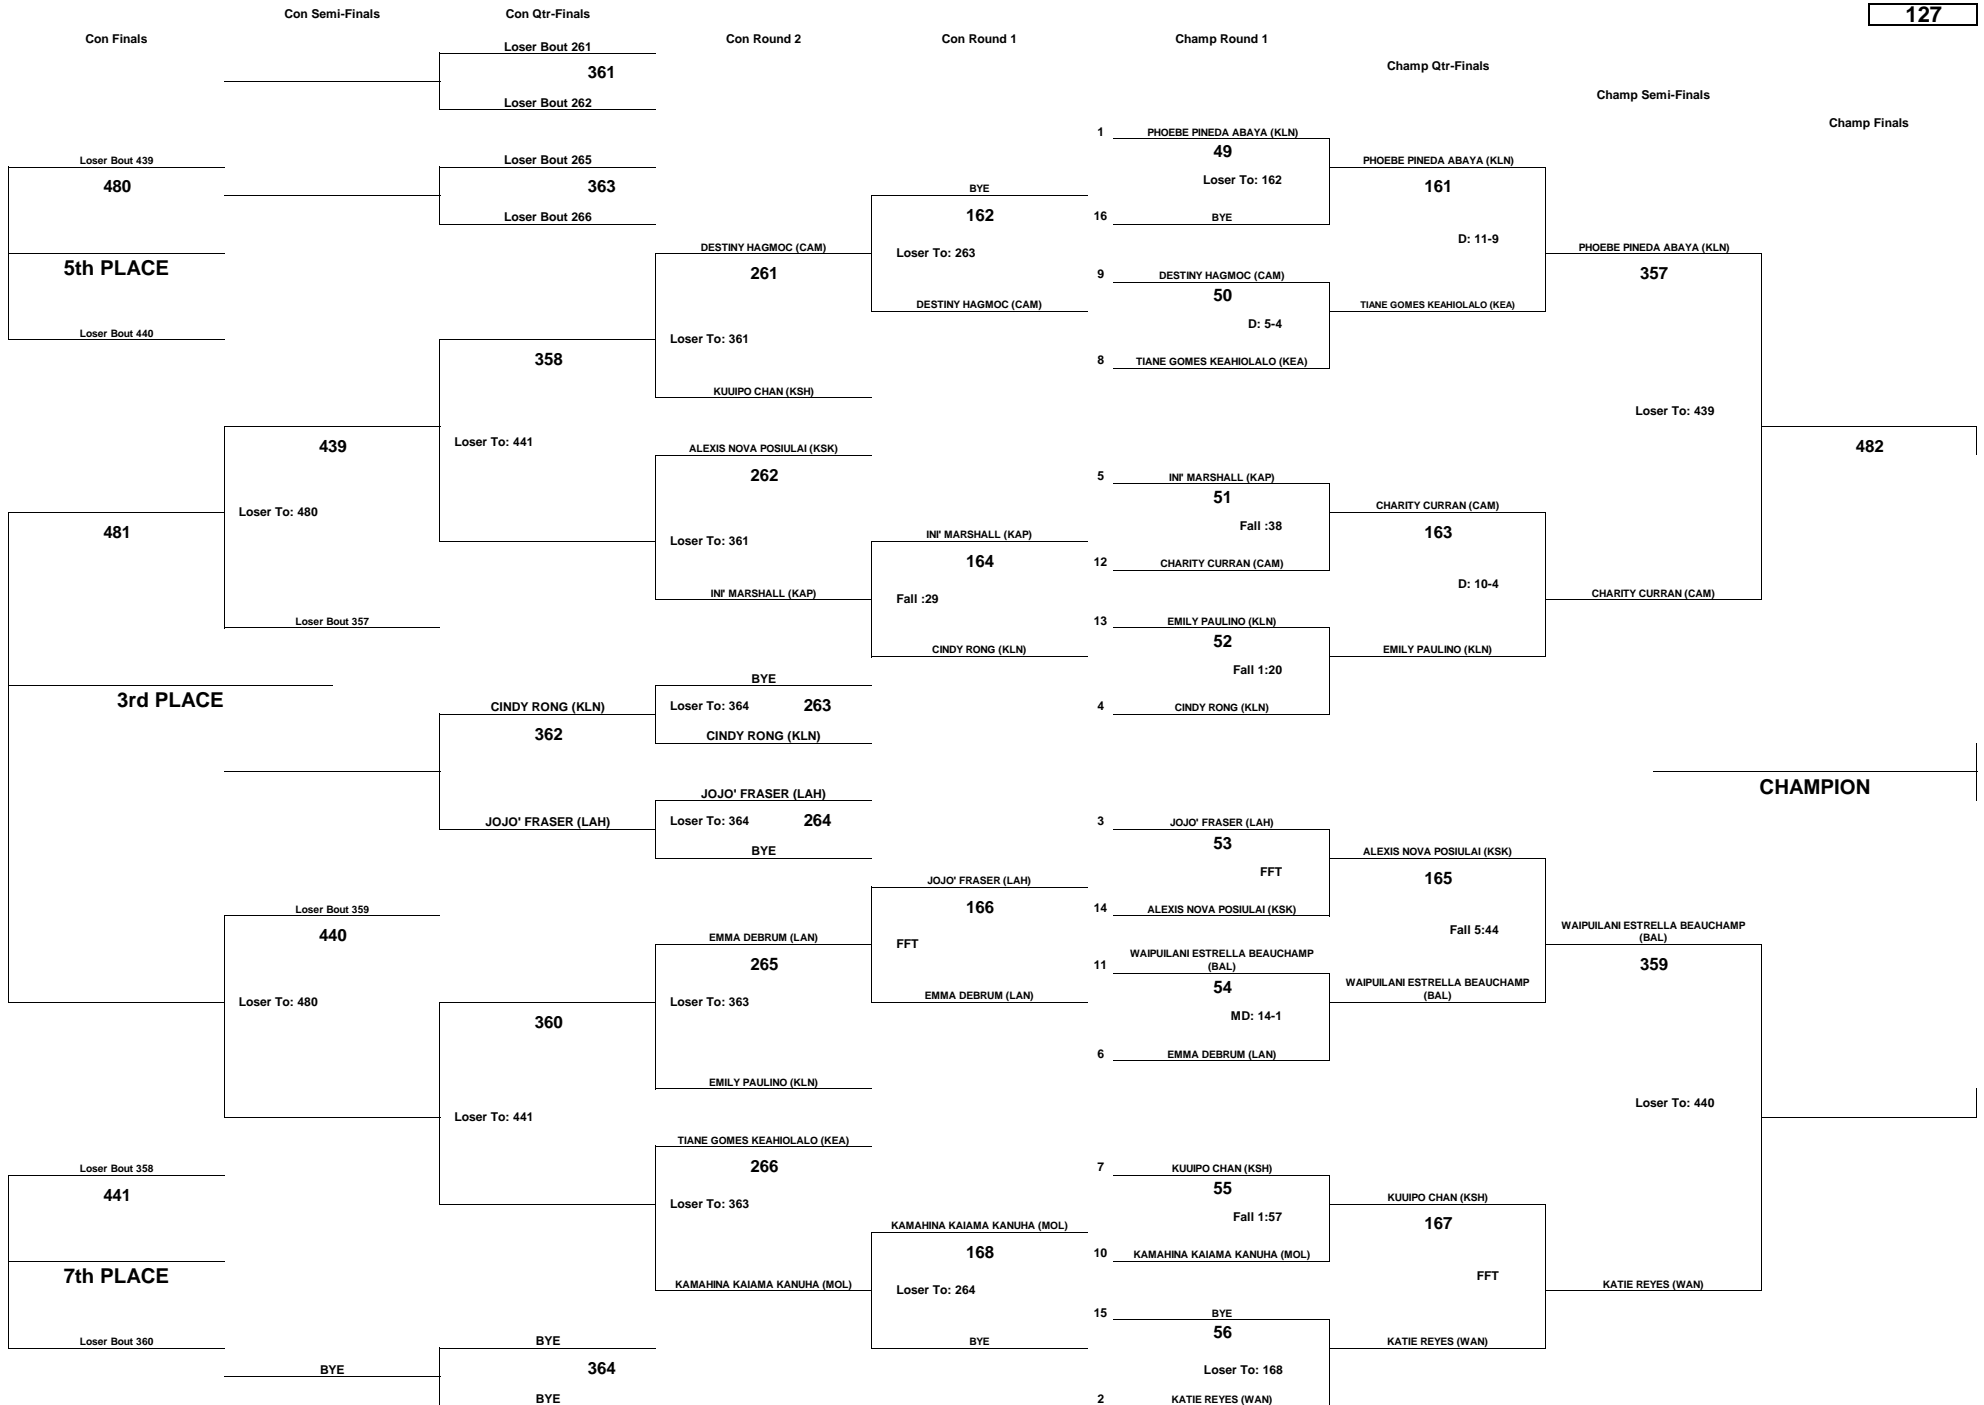 Con Semi-Finals
Con Qtr-Finals
127
Con Finals
Con Round 2
Con Round 1
Champ Round 1
Loser Bout 261
361
Champ Qtr-Finals
Loser Bout 262
Champ Semi-Finals
Champ Finals
1
PHOEBE PINEDA ABAYA (KLN)
49
Loser Bout 439
Loser Bout 265
PHOEBE PINEDA ABAYA (KLN)
480
363
Loser To: 162
161
BYE
Loser Bout 266
162
16
BYE
D: 11-9
DESTINY HAGMOC (CAM)
Loser To: 263
PHOEBE PINEDA ABAYA (KLN)
5th PLACE
261
9
DESTINY HAGMOC (CAM)
357
50
DESTINY HAGMOC (CAM)
TIANE GOMES KEAHIOLALO (KEA)
D: 5-4
Loser Bout 440
Loser To: 361
358
8
TIANE GOMES KEAHIOLALO (KEA)
KUUIPO CHAN (KSH)
Loser To: 439
Loser To: 441
439
ALEXIS NOVA POSIULAI (KSK)
482
262
5
INI' MARSHALL (KAP)
51
Loser To: 480
CHARITY CURRAN (CAM)
481
Fall :38
163
Loser To: 361
INI' MARSHALL (KAP)
164
12
CHARITY CURRAN (CAM)
D: 10-4
INI' MARSHALL (KAP)
Fall :29
CHARITY CURRAN (CAM)
Loser Bout 357
13
EMILY PAULINO (KLN)
52
CINDY RONG (KLN)
EMILY PAULINO (KLN)
Fall 1:20
BYE
3rd PLACE
CINDY RONG (KLN)
Loser To: 364
263
4
CINDY RONG (KLN)
362
CINDY RONG (KLN)
CHAMPION
JOJO' FRASER (LAH)
JOJO' FRASER (LAH)
Loser To: 364
264
3
JOJO' FRASER (LAH)
53
BYE
ALEXIS NOVA POSIULAI (KSK)
FFT
165
JOJO' FRASER (LAH)
166
14
ALEXIS NOVA POSIULAI (KSK)
Loser Bout 359
440
Fall 5:44
WAIPUILANI ESTRELLA BEAUCHAMP
(BAL)
EMMA DEBRUM (LAN)
FFT
265
WAIPUILANI ESTRELLA BEAUCHAMP
11
(BAL)
359
54
WAIPUILANI ESTRELLA BEAUCHAMP
(BAL)
Loser To: 480
Loser To: 363
EMMA DEBRUM (LAN)
360
MD: 14-1
6
EMMA DEBRUM (LAN)
EMILY PAULINO (KLN)
Loser To: 441
Loser To: 440
TIANE GOMES KEAHIOLALO (KEA)
Loser Bout 358
266
7
KUUIPO CHAN (KSH)
441
55
KUUIPO CHAN (KSH)
Loser To: 363
Fall 1:57
167
KAMAHINA KAIAMA KANUHA (MOL)
168
10
KAMAHINA KAIAMA KANUHA (MOL)
7th PLACE
FFT
KAMAHINA KAIAMA KANUHA (MOL)
Loser To: 264
KATIE REYES (WAN)
15
BYE
56
Loser Bout 360
BYE
BYE
KATIE REYES (WAN)
BYE
364
Loser To: 168
BYE
2
KATIE REYES (WAN)